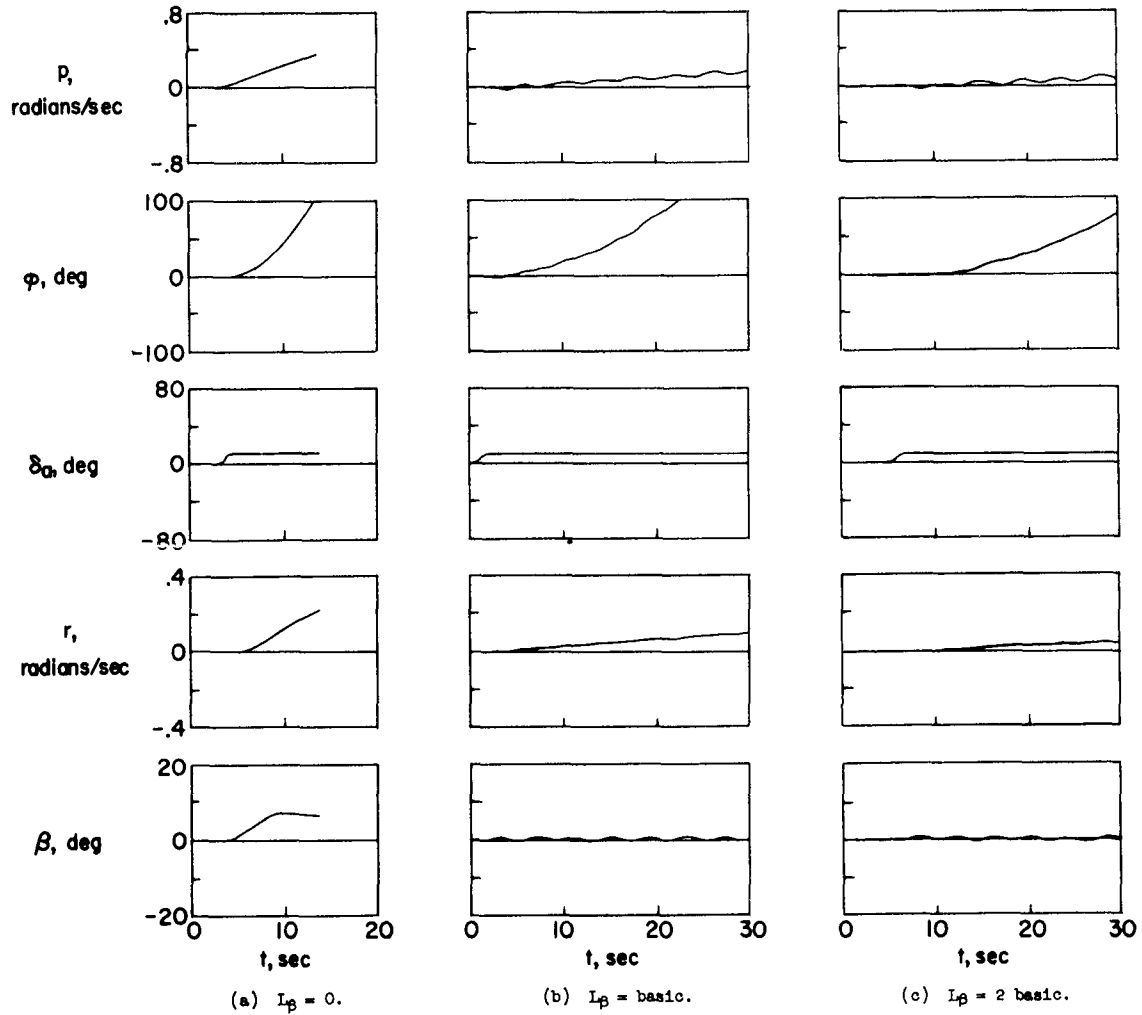 .8
p,
0
radians/sec
-.8
100
φ, deg
0
-100
80
δa, deg
0
-80
.4
r,
0
radians/sec
-.4
20
β, deg
0
-20
0 10 20
0 10 20 30
0 10 20 30
t, sec
t, sec
t, sec
(a) Lβ = 0.
(b) Lβ = basic.
(c) Lβ = 2 basic.